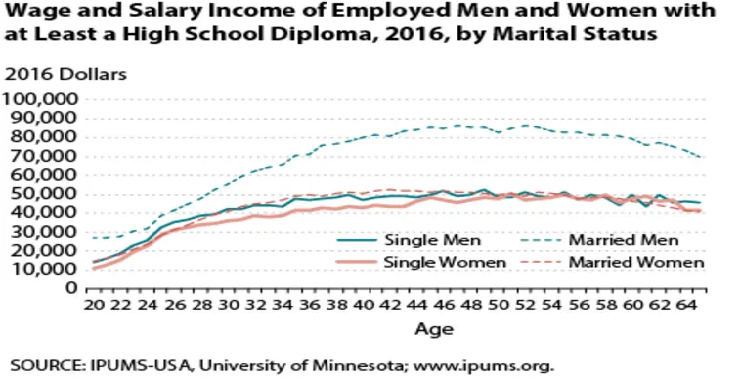 Wage and Salary Income of Employed Men and Women with
at Least a High School Diploma, 2016, by Marital Status
2016 Dollars
100,000
90,000
80,000
70,000
60,000
50,000
40,000
30,000
20,000
10,000
0
Single Men Married Men
Single Women Married Women
20 22 24 26 28 30 32 34 36 38 40 42 44 46 48 50 52 54 56 58 60 62 64
Age
SOURCE: IPUMS-USA, University of Minnesota; www.ipums.org.